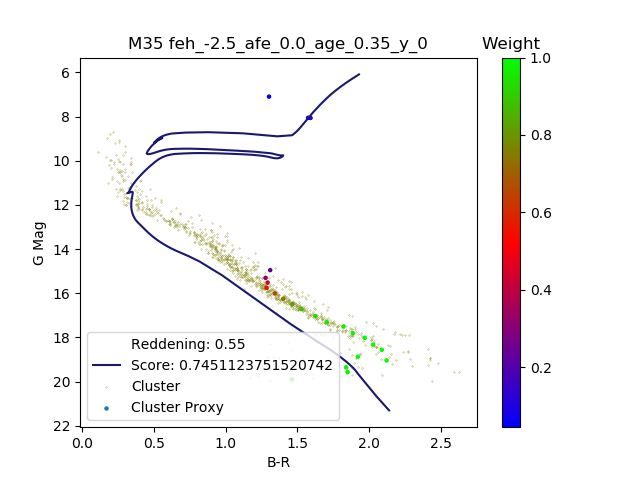 M35 feh_-2.5_afe_0.0_age_0.35_y_0
Weight
6
8
10
12
14
16
18
20
22
G Mag
0.0 0.5 1.0 1.5 2.0 2.5
B-R
Reddening: 0.55
Score: 0.7451123751520742
Cluster
Cluster Proxy
1.0
0.8
0.6
0.4
0.2